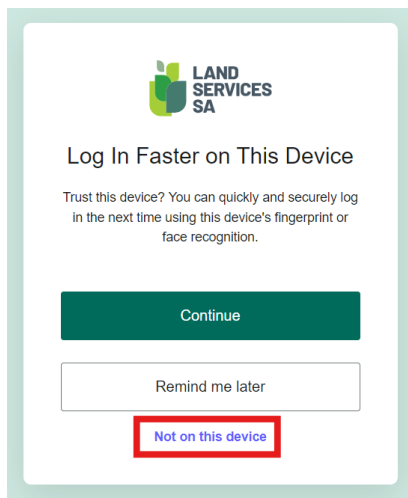 LAND
SERVICES
SA
Log In Faster on This Device
Trust this device? You can quickly and securely log
in the next time using this device's fingerprint or
face recognition.
Continue
Remind me later
Not on this device